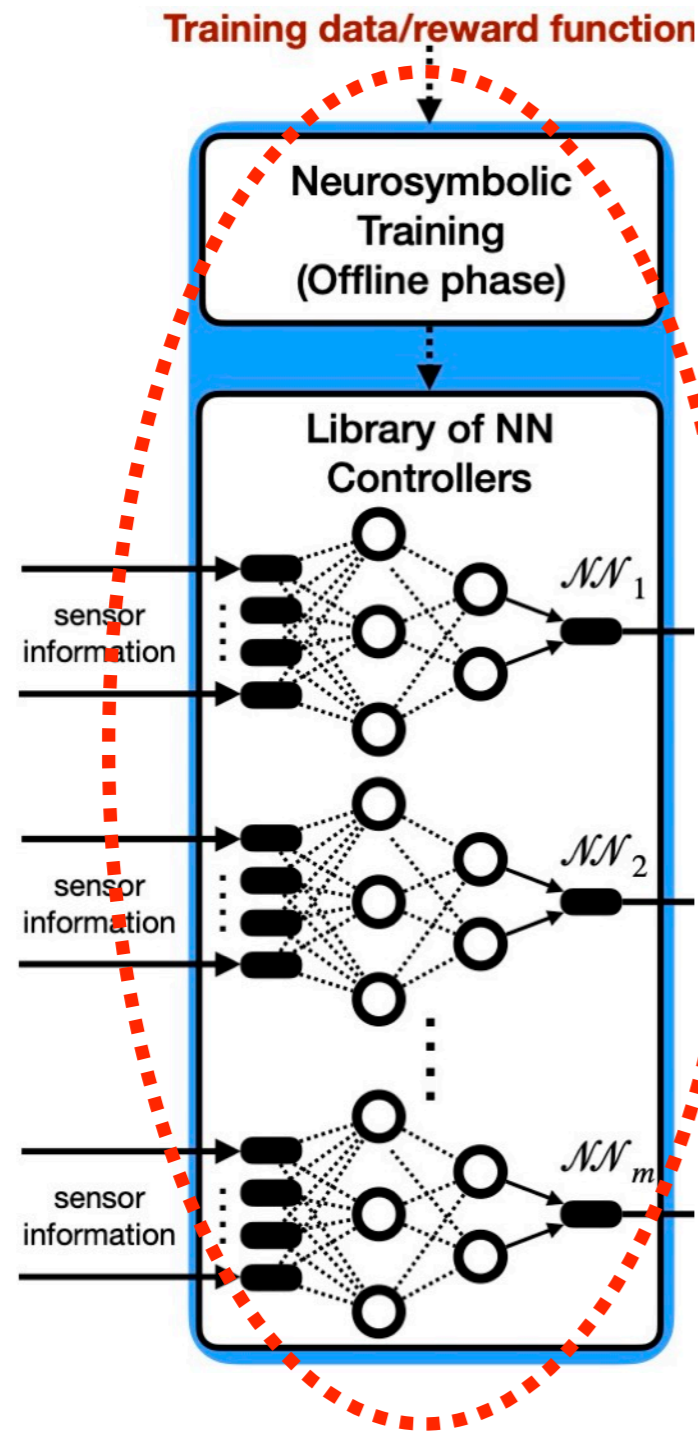 Training data/reward function
Neurosymbolic
Training
(Offline phase)
Library of NN
Controllers
𝒩𝒩1
sensor
information
𝒩𝒩2
sensor
information
𝒩𝒩m
sensor
information